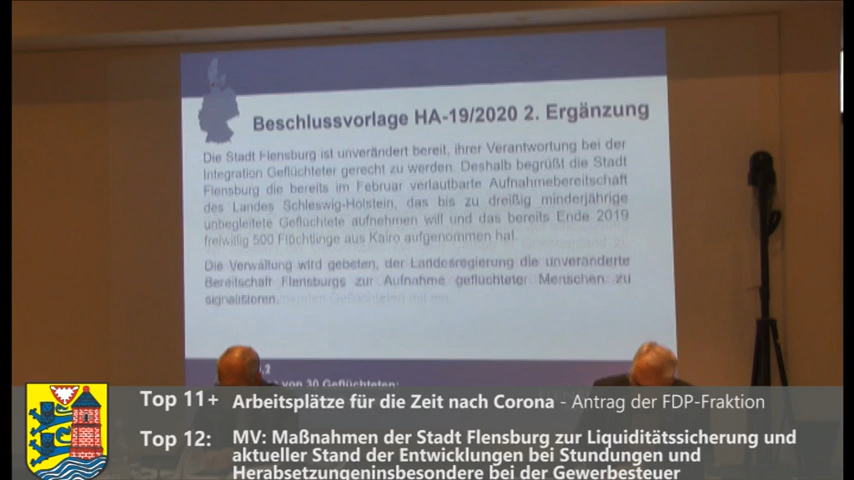 Beschlussvorlage HA-19/2020 2. Ergänzung
Die Stadt Flensburg ist unverändert bereit, ihrer Verantwortung bei der
Integration Geflüchteter gerecht zu werden. Deshalb begrüßt die Stadt
Flensburg die bereits im Februar verlautbarte Aufnahmebereitschaft
des Landes Schleswig-Holstein, das bis zu dreißig minderjährige
unbegleitete Geflüchtete aufnehmen will und das bereits Ende 2019
freiwillig 500 Flüchtlinge aus Kairo aufgenommen hat.
Die Verwaltung wird gebeten, der Landesregierung die unveränderte
Bereitschaft Flensburgs zur Aufnahme geflüchteter Menschen zu
signalisieren.
von 30 Geflüchteten:
Top 11+ Arbeitsplätze für die Zeit nach Corona - Antrag der FDP-Fraktion
Top 12: MV: Maßnahmen der Stadt Flensburg zur Liquiditätssicherung und
aktueller Stand der Entwicklungen bei Stundungen und
Herabsetzungeninsbesondere bei der Gewerbesteuer